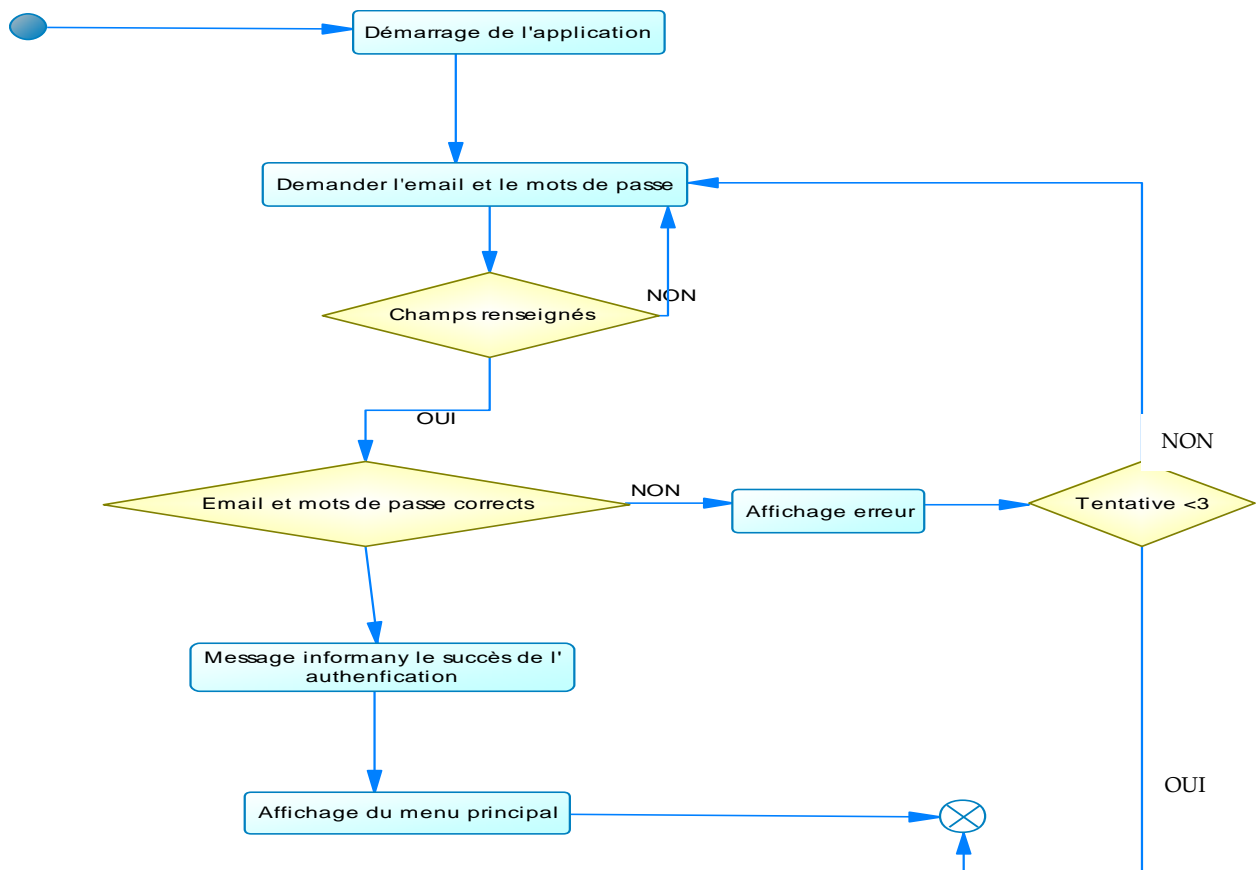 Démarrage de l'application
Demander l'email et le mots de passe
NON
Champs renseignés
OUI
NON
Email et mots de passe corrects
NON
Affichage erreur
Tentative <3
Message informany le succès de l'
authenfication
OUI
Affichage du menu principal